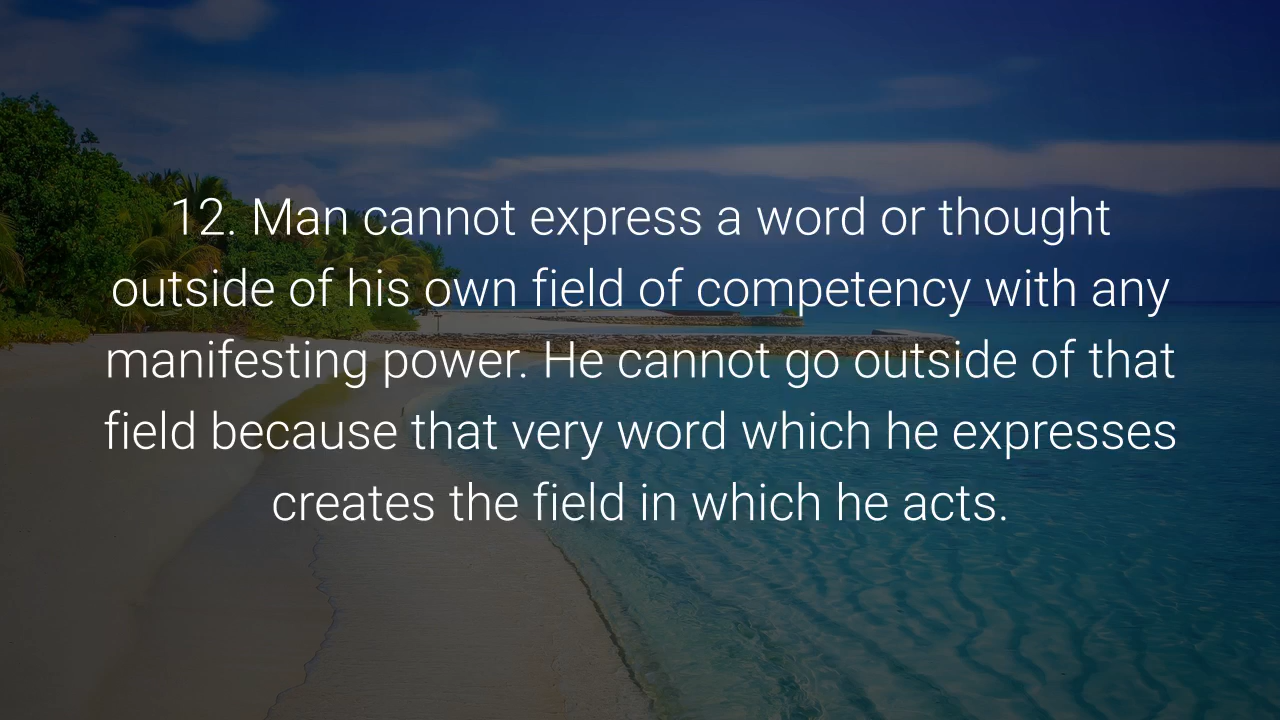 12. Man cannot express a word or thought
outside of his own field of competency with any
manifesting power. He cannot go outside of that
field because that very word which he expresses
creates the field in which he acts.